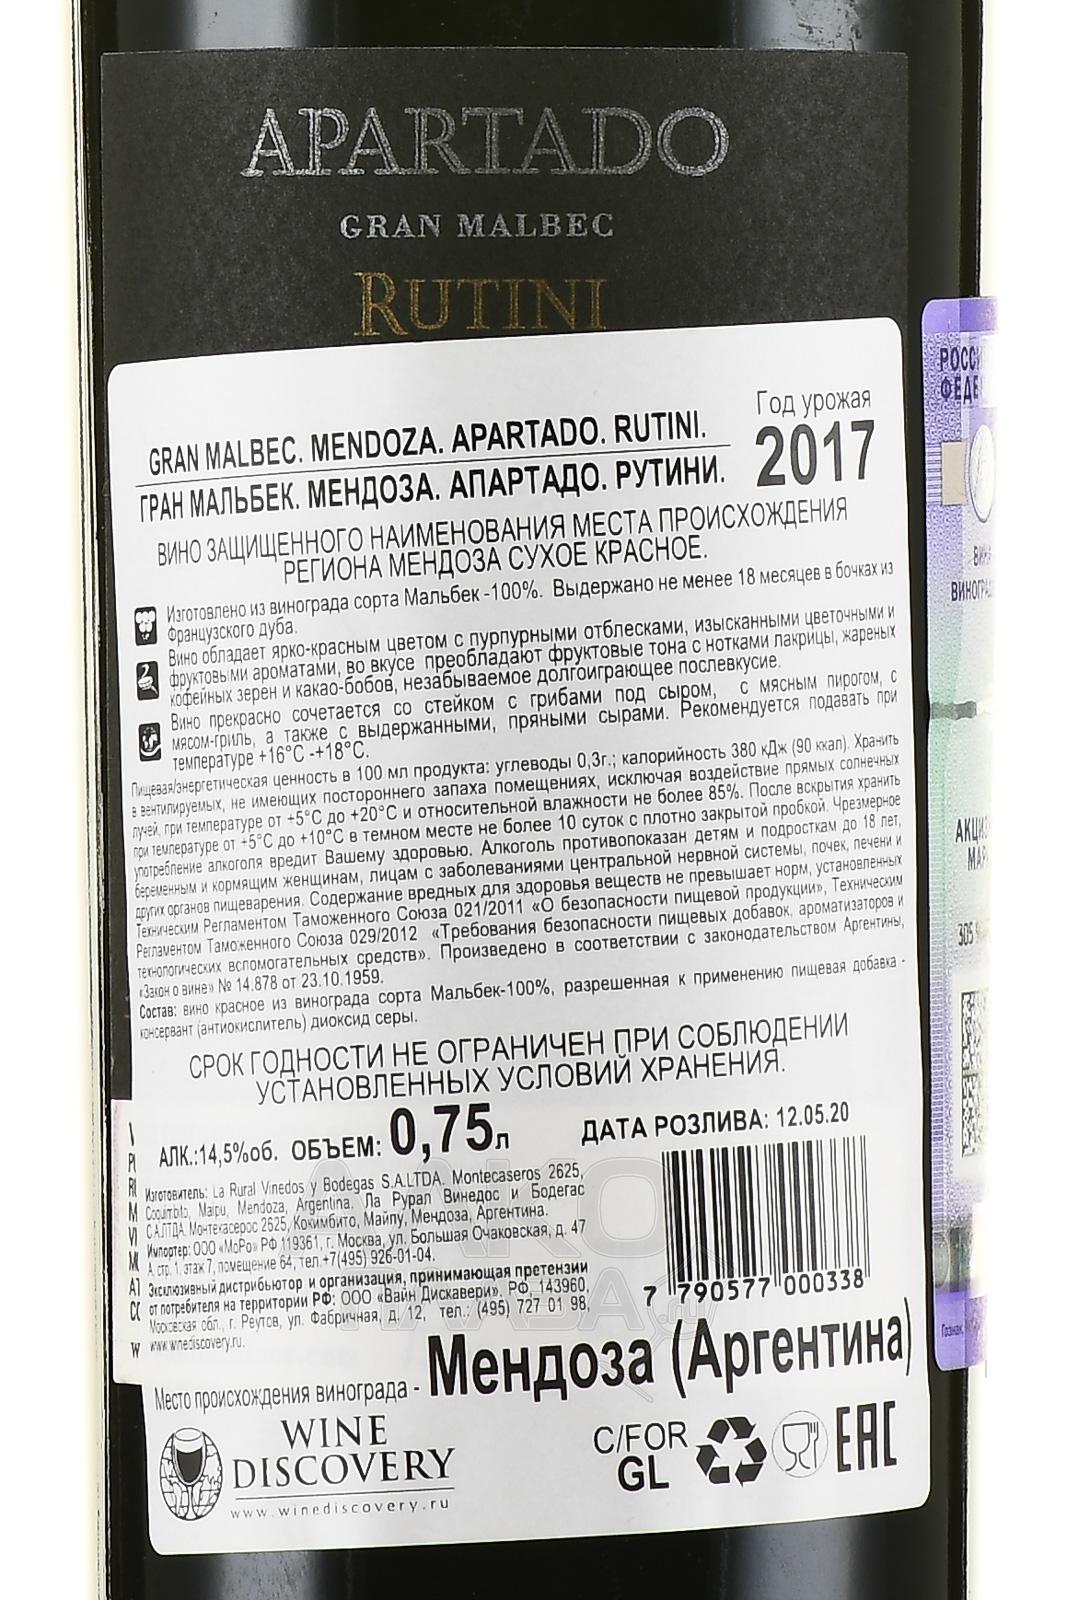 APARTADO
GRAN MALBEC
RUTINI
GRAN MALBEC. MENDOZA. APARTADO. RUTINI.
ГРАН МАЛЬБЕК. МЕНДОЗА. АПАРТАДО. РУТИНИ.
Год урожая
2017
ВИНО ЗАЩИЩЕННОГО НАИМЕНОВАНИЯ МЕСТА ПРОИСХОЖДЕНИЯ
РЕГИОНА МЕНДОЗА СУХОЕ КРАСНОЕ.
Изготовлено из винограда сорта Мальбек -100%. Выдержано не менее 18 месяцев в бочках из
Французского дуба.
Вино обладает ярко-красным цветом с пурпурными отблесками, изысканными цветочными и
фруктовыми ароматами, во вкусе преобладают фруктовые тона с нотками лакрицы, жареных
кофейных зерен и какао-бобов, незабываемое долгоиграющее послевкусие.
Вино прекрасно сочетается со стейком с грибами под сыром, с мясным пирогом, с
мясом-гриль, а также с выдержанными, пряными сырами. Рекомендуется подавать при
температуре +16°С -+18°С.
Пищевая/энергетическая ценность в 100 мл продукта: углеводы 0,3г.; калорийность 380 кДж (90 ккал). Хранить
в вентилируемых, не имеющих постороннего запаха помещениях, исключая воздействие прямых солнечных
лучей, при температуре от +5°С до +20°С и относительной влажности не более 85%. После вскрытия хранить
при температуре от +5°С до +10°С в темном месте не более 10 суток с плотно закрытой пробкой. Чрезмерное
употребление алкоголя вредит Вашему здоровью. Алкоголь противопоказан детям и подросткам до 18 лет,
беременным и кормящим женщинам, лицам с заболеваниями центральной нервной системы, почек, печени и
других органов пищеварения. Содержание вредных для здоровья веществ не превышает норм, установленных
Техническим Регламентом Таможенного Союза 021/2011 «О безопасности пищевой продукции», Техническим
Регламентом Таможенного Союза 029/2012 «Требования безопасности пищевых добавок, ароматизаторов и
технологических вспомогательных средств». Произведено в соответствии с законодательством Аргентины,
«Закон о вине» № 14.878 от 23.10.1959.
Состав: вино красное из винограда сорта Мальбек-100%, разрешенная к применению пищевая добавка -
консервант (антиокислитель) диоксид серы.
СРОК ГОДНОСТИ НЕ ОГРАНИЧЕН ПРИ СОБЛЮДЕНИИ
УСТАНОВЛЕННЫХ УСЛОВИЙ ХРАНЕНИЯ.
АЛК.:14,5%об. ОБЪЕМ: 0,75л
ДАТА РОЗЛИВА: 12.05.20
Изготовитель: La Rural Vinedos y Bodegas S.A.LTDA. Montecaseros 2625,
Coquimbito, Maipu, Mendoza, Argentina. Ла Рурал Винедос и Бодегас
С.А.ЛТДА. Монтекасерос 2625, Кокимбито, Майпу, Мендоза, Аргентина.
Импортер: ООО «МоРо» РФ 119361, г. Москва, ул. Большая Очаковская, д. 47
А, стр. 1, этаж 7, помещение 64, тел.+7(495) 926-01-04.
Эксклюзивный дистрибьютор и организация, принимающая претензии
от потребителя на территории РФ: ООО «Вайн Дискавери», РФ, 143960,
Московская обл., г. Реутов, ул. Фабричная, д. 12, тел.: (495) 727 01 98,
www.winediscovery.ru.
7 790577 000338
Место происхождения винограда - Мендоза (Аргентина)
WINE
DISCOVERY
www.winediscovery.ru
C/FOR
GL
EAC
РОССИ
ФЕДЕ
ВИНОГРАД
АКЦИЗ
МАР
305